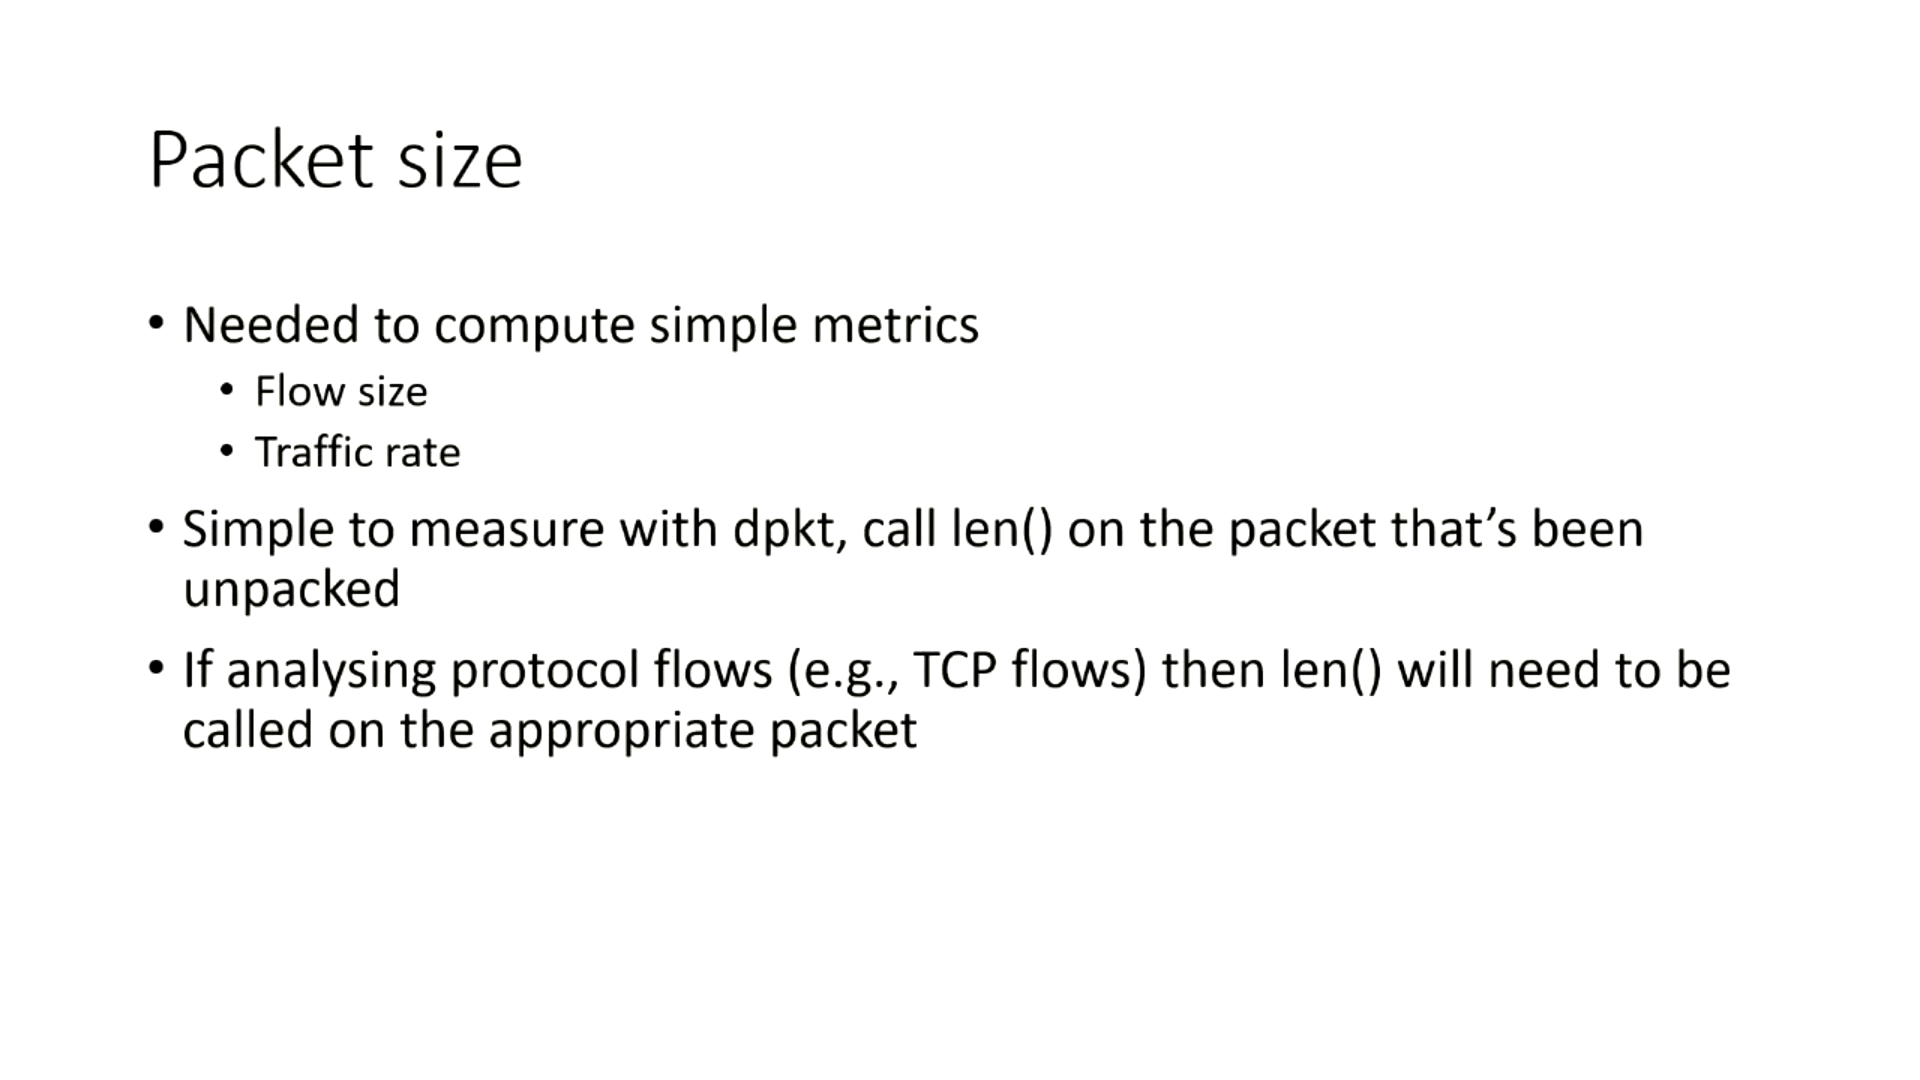 Packet size
• Needed to compute simple metrics
• Flow size
• Traffic rate
• Simple to measure with dpkt, call len() on the packet that’s been
unpacked
• If analysing protocol flows (e.g., TCP flows) then len() will need to be
called on the appropriate packet